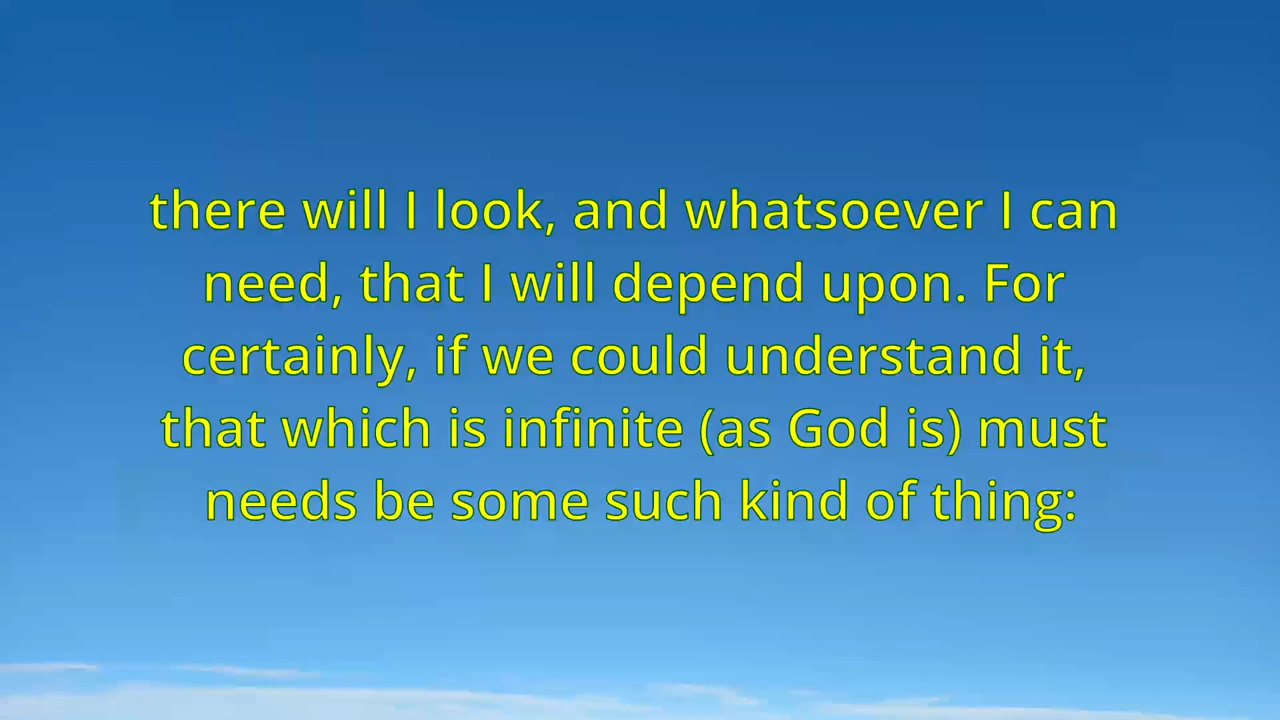 there will I look, and whatsoever I can
need, that I will depend upon. For
certainly, if we could understand it,
that which is infinite (as God is) must
needs be some such kind of thing: